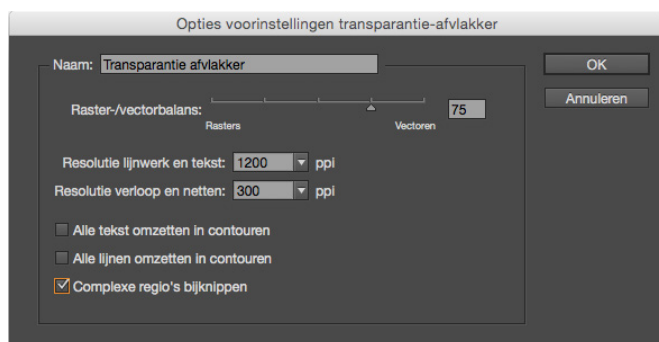 Opties voorinstellingen transparantie-afvlakker
Naam: Transparantie afvlakker
OK
Annuleren
Raster-/vectorbalans: 75
Rasters Vectoren
Resolutie lijnwerk en tekst: 1200 ppi
Resolutie verloop en netten: 300 ppi
Alle tekst omzetten in contouren
Alle lijnen omzetten in contouren
Complexe regio's bijknippen